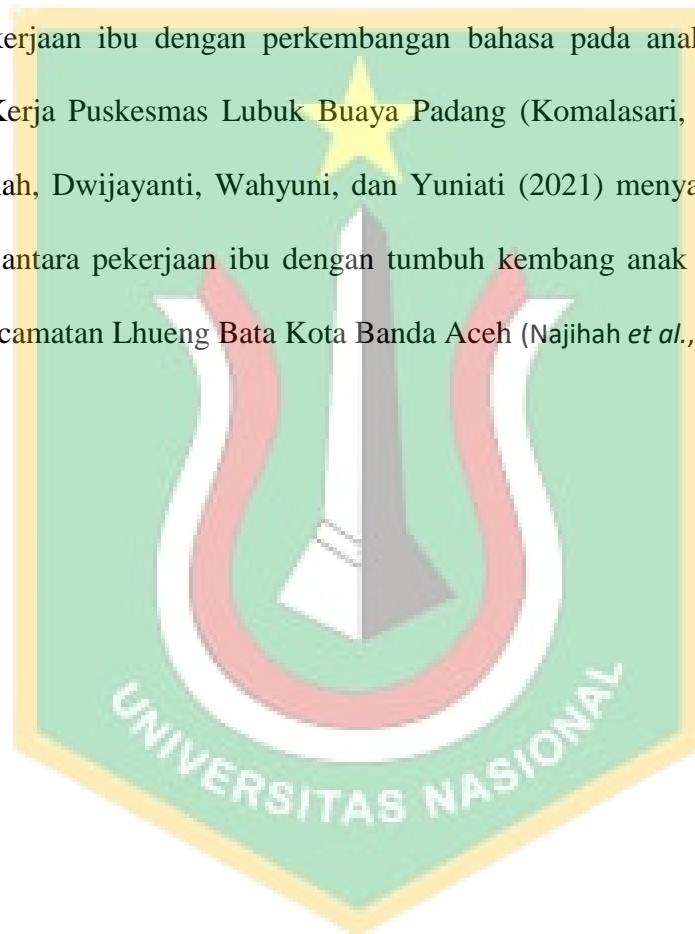 kerjaan ibu dengan perkembangan bahasa pada anak
Kerja Puskesmas Lubuk Buaya Padang (Komalasari,
ah, Dwijayanti, Wahyuni, dan Yuniati (2021) menya
antara pekerjaan ibu dengan tumbuh kembang anak
camatan Lhueng Bata Kota Banda Aceh (Najihah et al.,
UNIVERSITAS NASIONAL